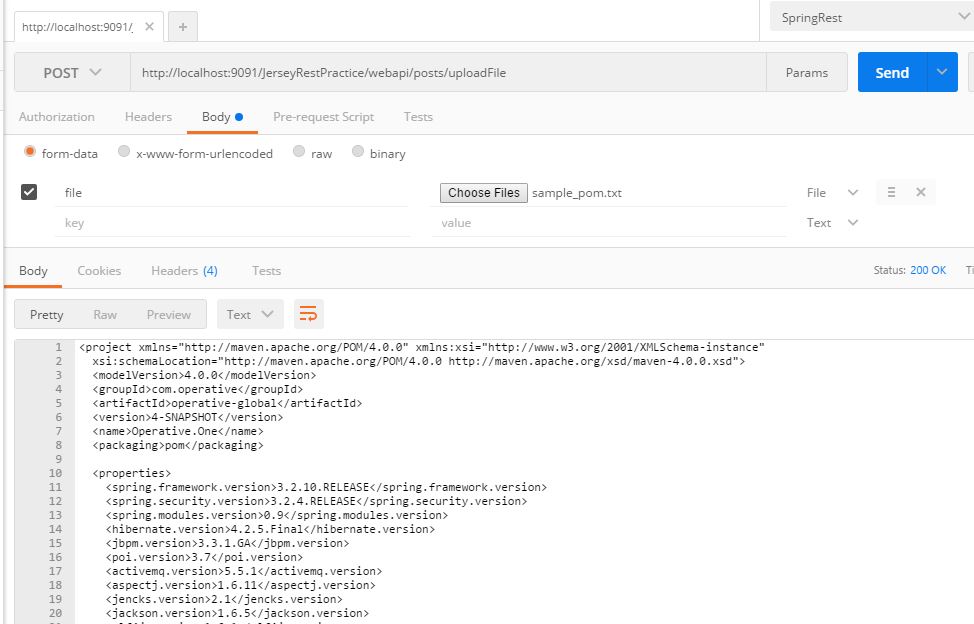 http://localhost:9091/ × +
SpringRest
POST http://localhost:9091/JerseyRestPractice/webapi/posts/uploadFile Params Send
Authorization Headers Body Pre-request Script Tests
form-data x-www-form-urlencoded raw binary
file Choose Files sample_pom.txt File
key value Text
Body Cookies Headers (4) Tests Status: 200 OK
Pretty Raw Preview Text
1 <project xmlns="http://maven.apache.org/POM/4.0.0" xmlns:xsi="http://www.w3.org/2001/XMLSchema-instance"
2 xsi:schemaLocation="http://maven.apache.org/POM/4.0.0 http://maven.apache.org/xsd/maven-4.0.0.xsd">
3 <modelVersion>4.0.0</modelVersion>
4 <groupId>com.operative</groupId>
5 <artifactId>operative-global</artifactId>
6 <version>4-SNAPSHOT</version>
7 <name>Operative.One</name>
8 <packaging>pom</packaging>
9
10 <properties>
11 <spring.framework.version>3.2.10.RELEASE</spring.framework.version>
12 <spring.security.version>3.2.4.RELEASE</spring.security.version>
13 <spring.modules.version>0.9</spring.modules.version>
14 <hibernate.version>4.2.5.Final</hibernate.version>
15 <jbpm.version>3.3.1.GA</jbpm.version>
16 <poi.version>3.7</poi.version>
17 <activemq.version>5.5.1</activemq.version>
18 <aspectj.version>1.6.11</aspectj.version>
19 <jencks.version>2.1</jencks.version>
20 <jackson.version>1.6.5</jackson.version>